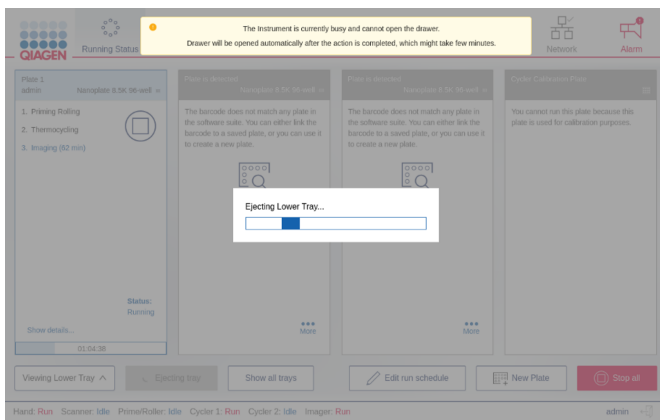 The Instrument is currently busy and cannot open the drawer.
Drawer will be opened automatically after the action is completed, which might take few minutes.
QIAGEN
Running Status
Network
Alarm
Plate 1
admin Nanoplate 8.5K 96-well
1. Priming Rolling
2. Thermocycling
3. Imaging (62 min)
Status:
Running
Show details...
01:04:38
Plate is detected
Nanoplate 8.5K 96-well
The barcode does not match any plate in
the software suite. You can either link the
barcode to a saved plate, or you can use it
to create a new plate.
More
Plate is detected
Nanoplate 8.5K 96-well
The barcode does not match any plate in
the software suite. You can either link the
barcode to a saved plate, or you can use it
to create a new plate.
More
Cycler Calibration Plate
You cannot run this plate because this
plate is used for calibration purposes.
Ejecting Lower Tray...
Viewing Lower Tray
Ejecting tray
Show all trays
Edit run schedule
New Plate
Stop all
Hand: Run Scanner: Idle Prime/Roller: Idle Cycler 1: Run Cycler 2: Idle Imager: Run
admin